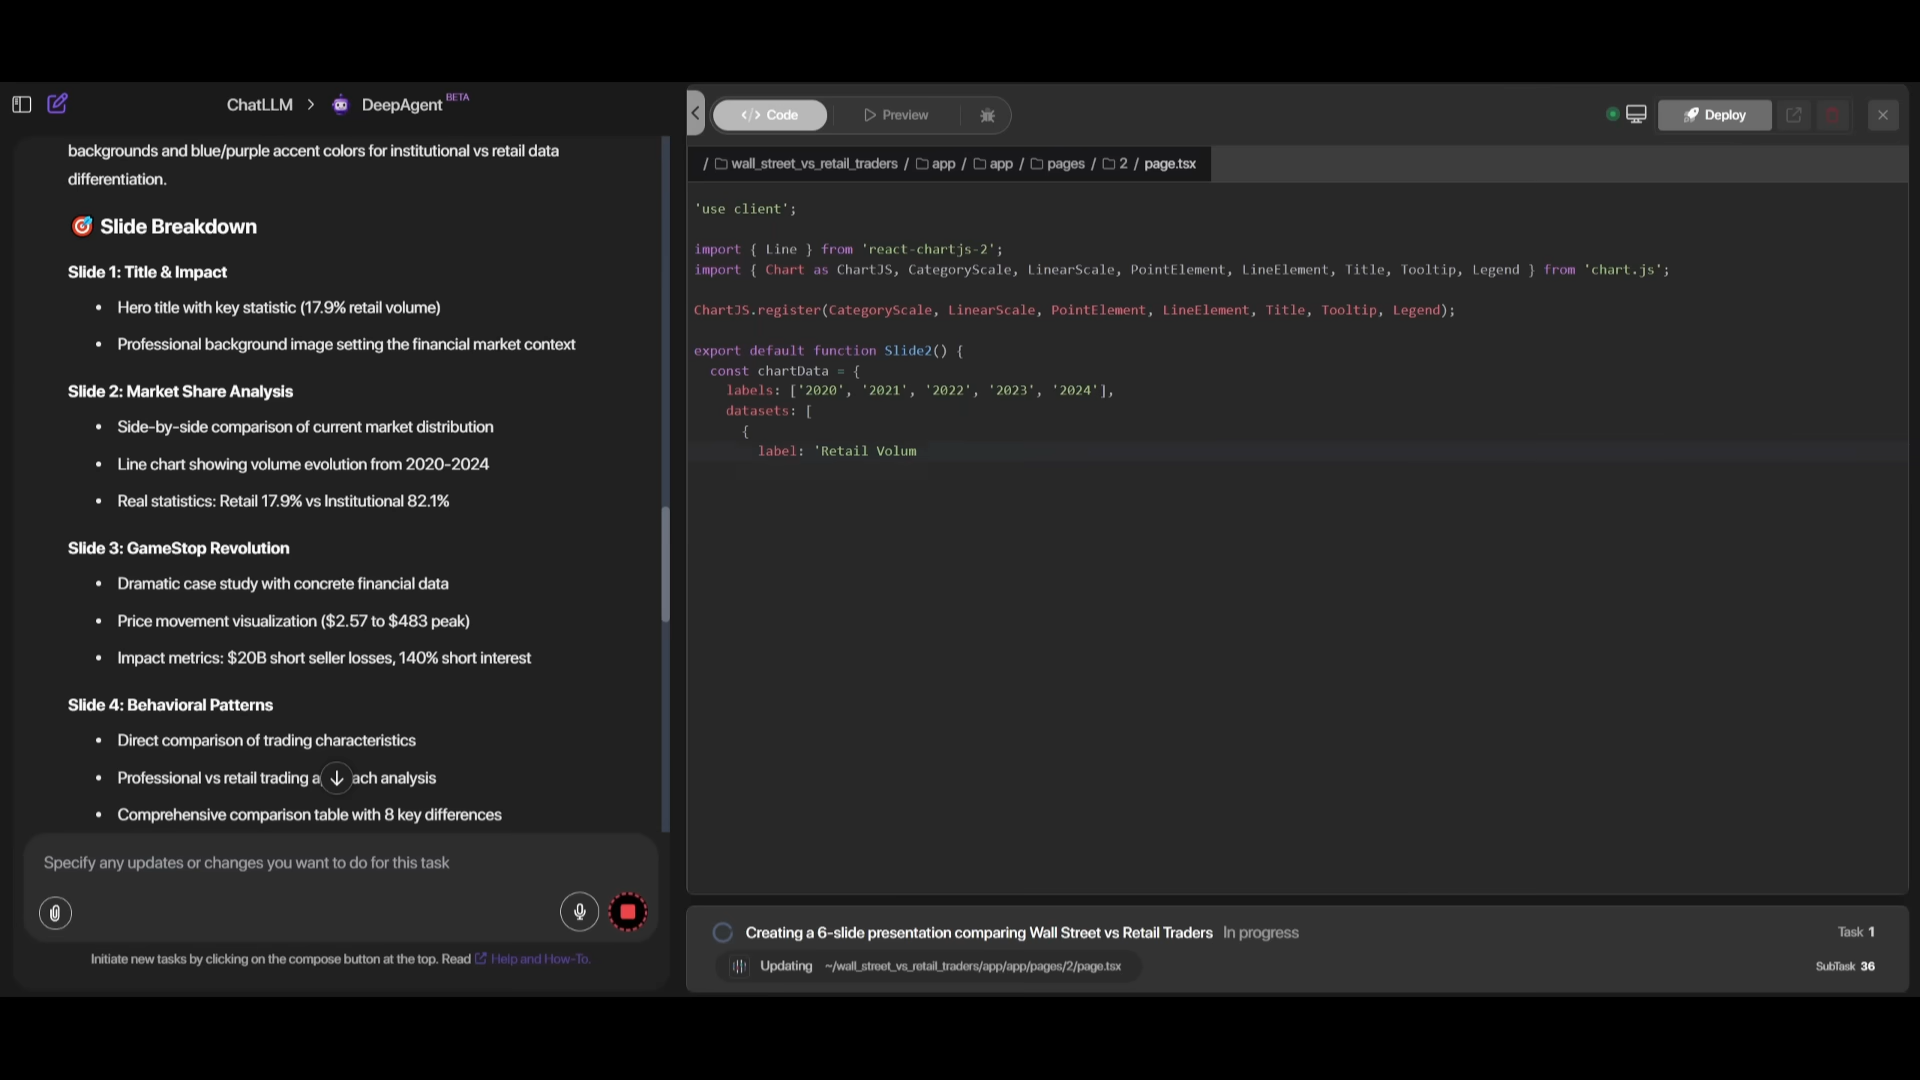 ChatLLM > DeepAgent BETA
backgrounds and blue/purple accent colors for institutional vs retail data
differentiation.
🎯 Slide Breakdown
Slide 1: Title & Impact
• Hero title with key statistic (17.9% retail volume)
• Professional background image setting the financial market context
Slide 2: Market Share Analysis
• Side-by-side comparison of current market distribution
• Line chart showing volume evolution from 2020-2024
• Real statistics: Retail 17.9% vs Institutional 82.1%
Slide 3: GameStop Revolution
• Dramatic case study with concrete financial data
• Price movement visualization ($2.57 to $483 peak)
• Impact metrics: $20B short seller losses, 140% short interest
Slide 4: Behavioral Patterns
• Direct comparison of trading characteristics
• Professional vs retail trading a ach analysis
• Comprehensive comparison table with 8 key differences
Specify any updates or changes you want to do for this task
Initiate new tasks by clicking on the compose button at the top. Read Help and How-To.
</> Code
Preview
Deploy
/ wall_street_vs_retail_traders / app / app / pages / 2 / page.tsx
'use client';
import { Line } from 'react-chartjs-2';
import { Chart as ChartJS, CategoryScale, LinearScale, PointElement, LineElement, Title, Tooltip, Legend } from 'chart.js';
ChartJS.register(CategoryScale, LinearScale, PointElement, LineElement, Title, Tooltip, Legend);
export default function Slide2() {
const chartData = {
labels: ['2020', '2021', '2022', '2023', '2024'],
datasets: [
{
label: 'Retail Volum
Creating a 6-slide presentation comparing Wall Street vs Retail Traders In progress
Task 1
Updating ~/wall_street_vs_retail_traders/app/app/pages/2/page.tsx
SubTask 36